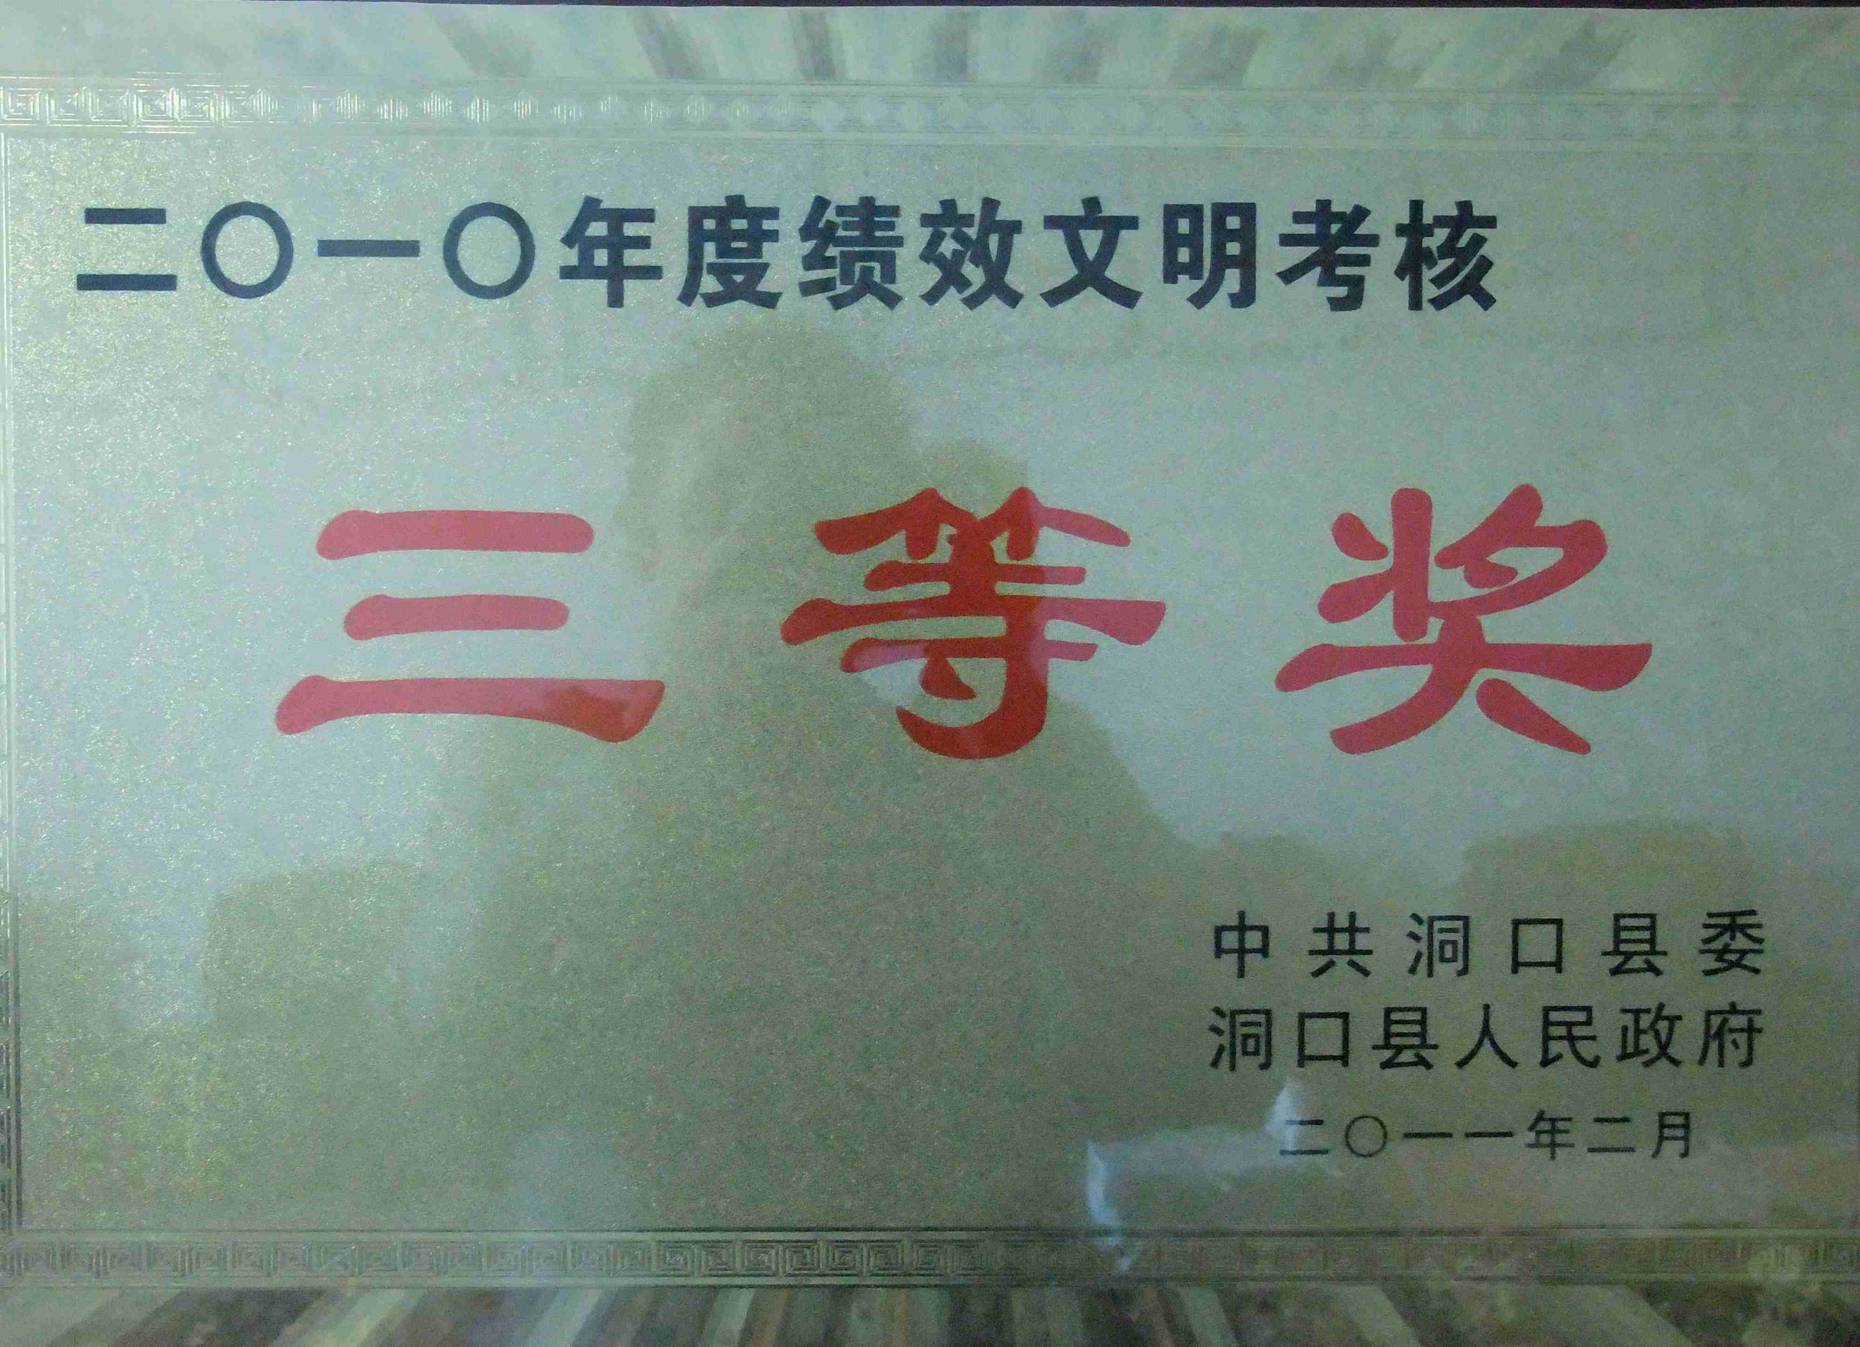 二〇一〇年度绩效文明考核
三等奖
中共洞口县委
洞口县人民政府
二〇一一年二月